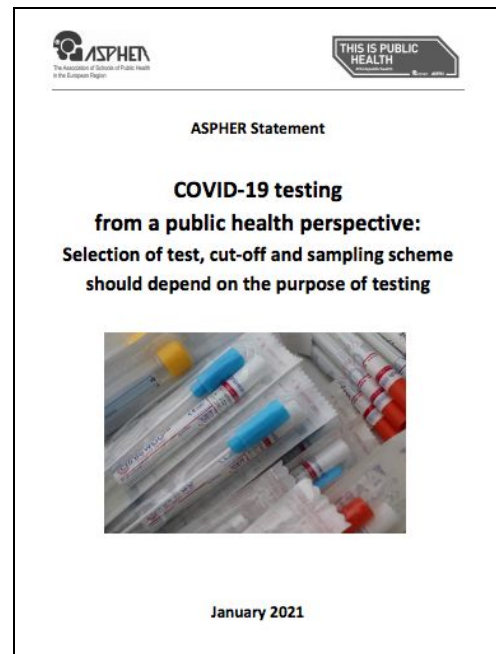 ASPHER
The Association of Schools of Public Health
in the European Region
THIS IS PUBLIC
HEALTH
ASPHER Statement
COVID-19 testing
from a public health perspective:
Selection of test, cut-off and sampling scheme
should depend on the purpose of testing
January 2021